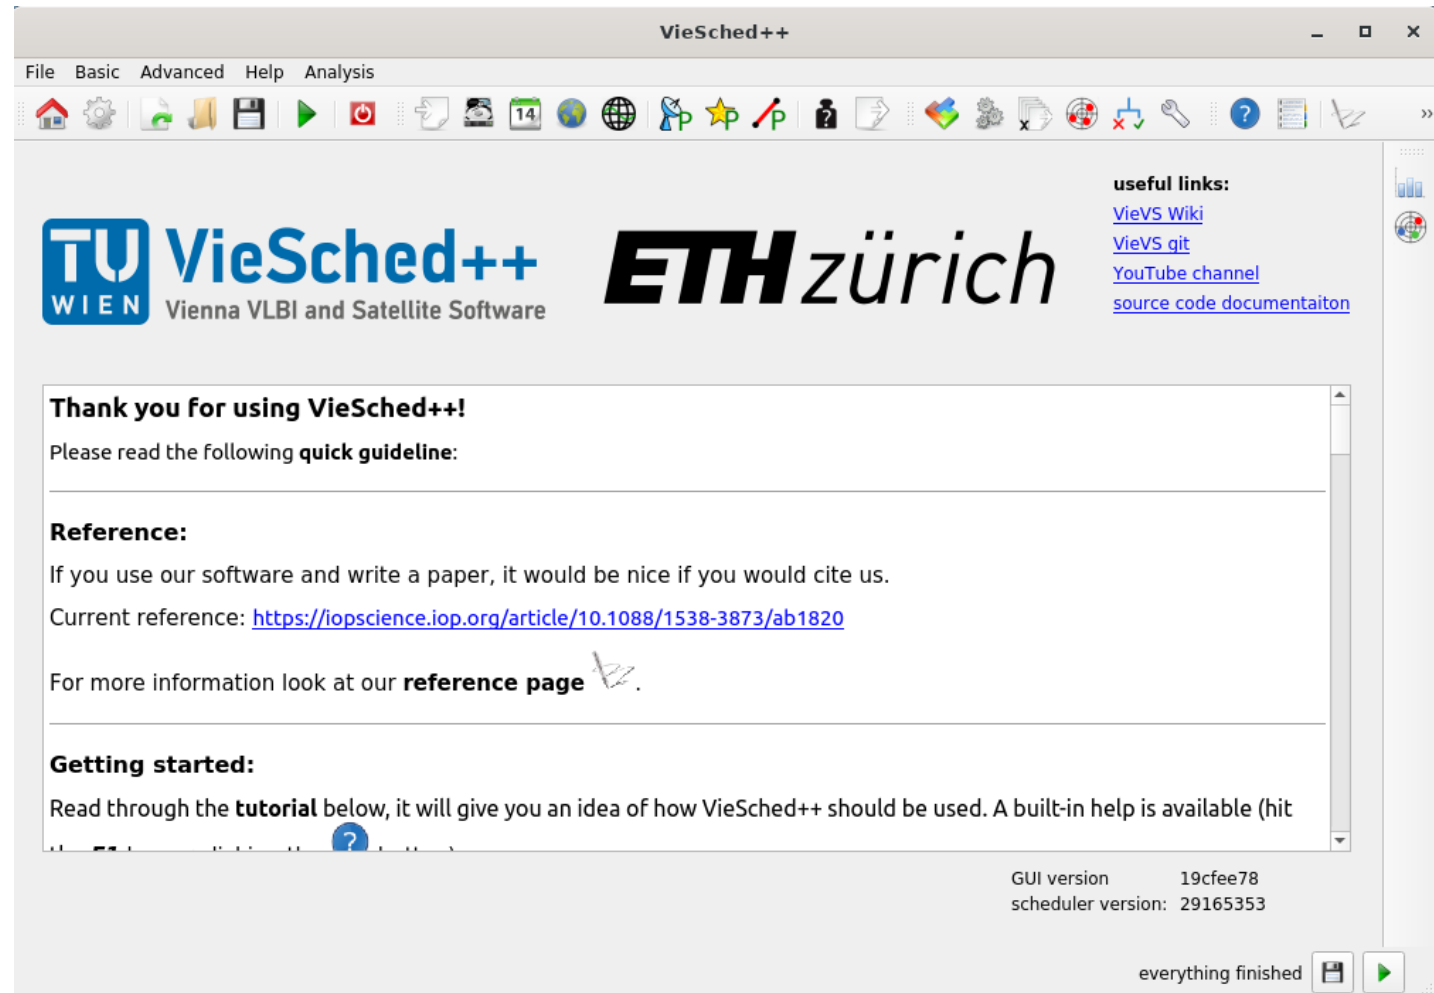 VieSched++
File Basic Advanced Help Analysis
14 P P P ? x x ? »
useful links:
VieVS Wiki
VieVS git
YouTube channel
source code documentaiton
TU
WIEN
VieSched++
Vienna VLBI and Satellite Software
ETH zürich
Thank you for using VieSched++!
Please read the following quick guideline:
Reference:
If you use our software and write a paper, it would be nice if you would cite us.
Current reference: https://iopscience.iop.org/article/10.1088/1538-3873/ab1820
For more information look at our reference page .
Getting started:
Read through the tutorial below, it will give you an idea of how VieSched++ should be used. A built-in help is available (hit
GUI version 19cfee78
scheduler version: 29165353
everything finished